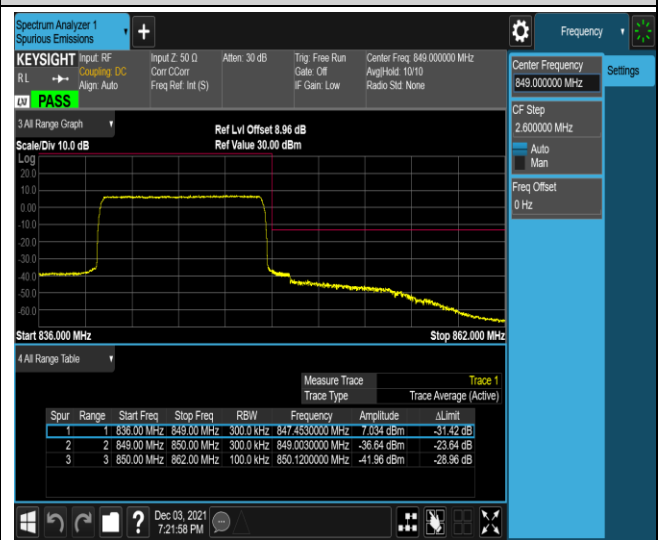 Spectrum Analyzer 1
Spurious Emissions
+
Frequency
KEYSIGHT
RL
LXI PASS
Input: RF
Coupling: DC
Align: Auto
Input Z: 50 Ω
Corr CCorr
Freq Ref: Int (S)
Atten: 30 dB
Trig: Free Run
Gate: Off
IF Gain: Low
Center Freq: 849.000000 MHz
Avg|Hold: 10/10
Radio Std: None
Center Frequency
849.000000 MHz
Settings
CF Step
2.600000 MHz
Auto
Man
Freq Offset
0 Hz
3 All Range Graph
Scale/Div 10.0 dB
Ref Lvl Offset 8.96 dB
Ref Value 30.00 dBm
Log
20.0
10.0
0.00
-10.0
-20.0
-30.0
-40.0
-50.0
-60.0
Start 836.000 MHz
Stop 862.000 MHz
4 All Range Table
Measure Trace Trace 1
Trace Type Trace Average (Active)
Spur Range Start Freq Stop Freq RBW Frequency Amplitude ΔLimit
1 1 836.00 MHz 849.00 MHz 300.0 kHz 847.4530000 MHz 7.034 dBm -31.42 dB
2 2 849.00 MHz 850.00 MHz 300.0 kHz 849.0030000 MHz -36.64 dBm -23.64 dB
3 3 850.00 MHz 862.00 MHz 100.0 kHz 850.1200000 MHz -41.96 dBm -28.96 dB
?
Dec 03, 2021
7:21:58 PM